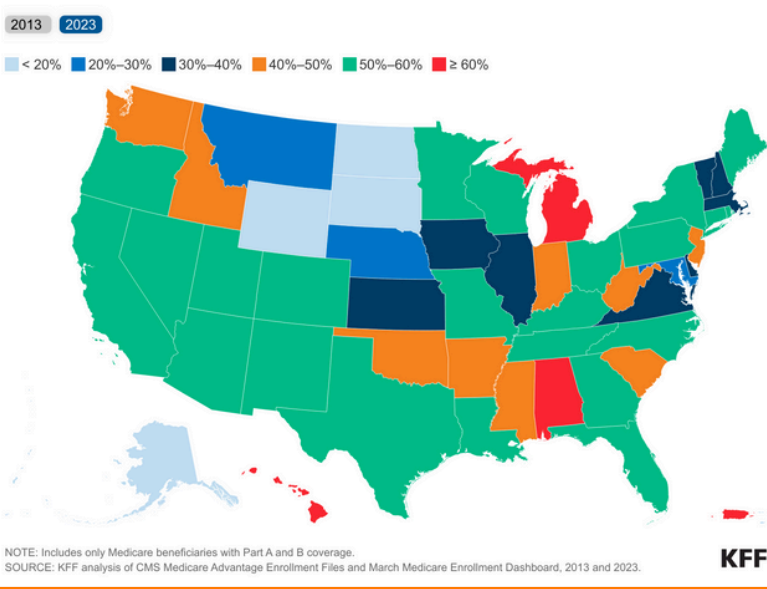 2013 2023
< 20% 20%–30% 30%–40% 40%–50% 50%–60% ≥ 60%
NOTE: Includes only Medicare beneficiaries with Part A and B coverage.
SOURCE: KFF analysis of CMS Medicare Advantage Enrollment Files and March Medicare Enrollment Dashboard, 2013 and 2023.
KFF